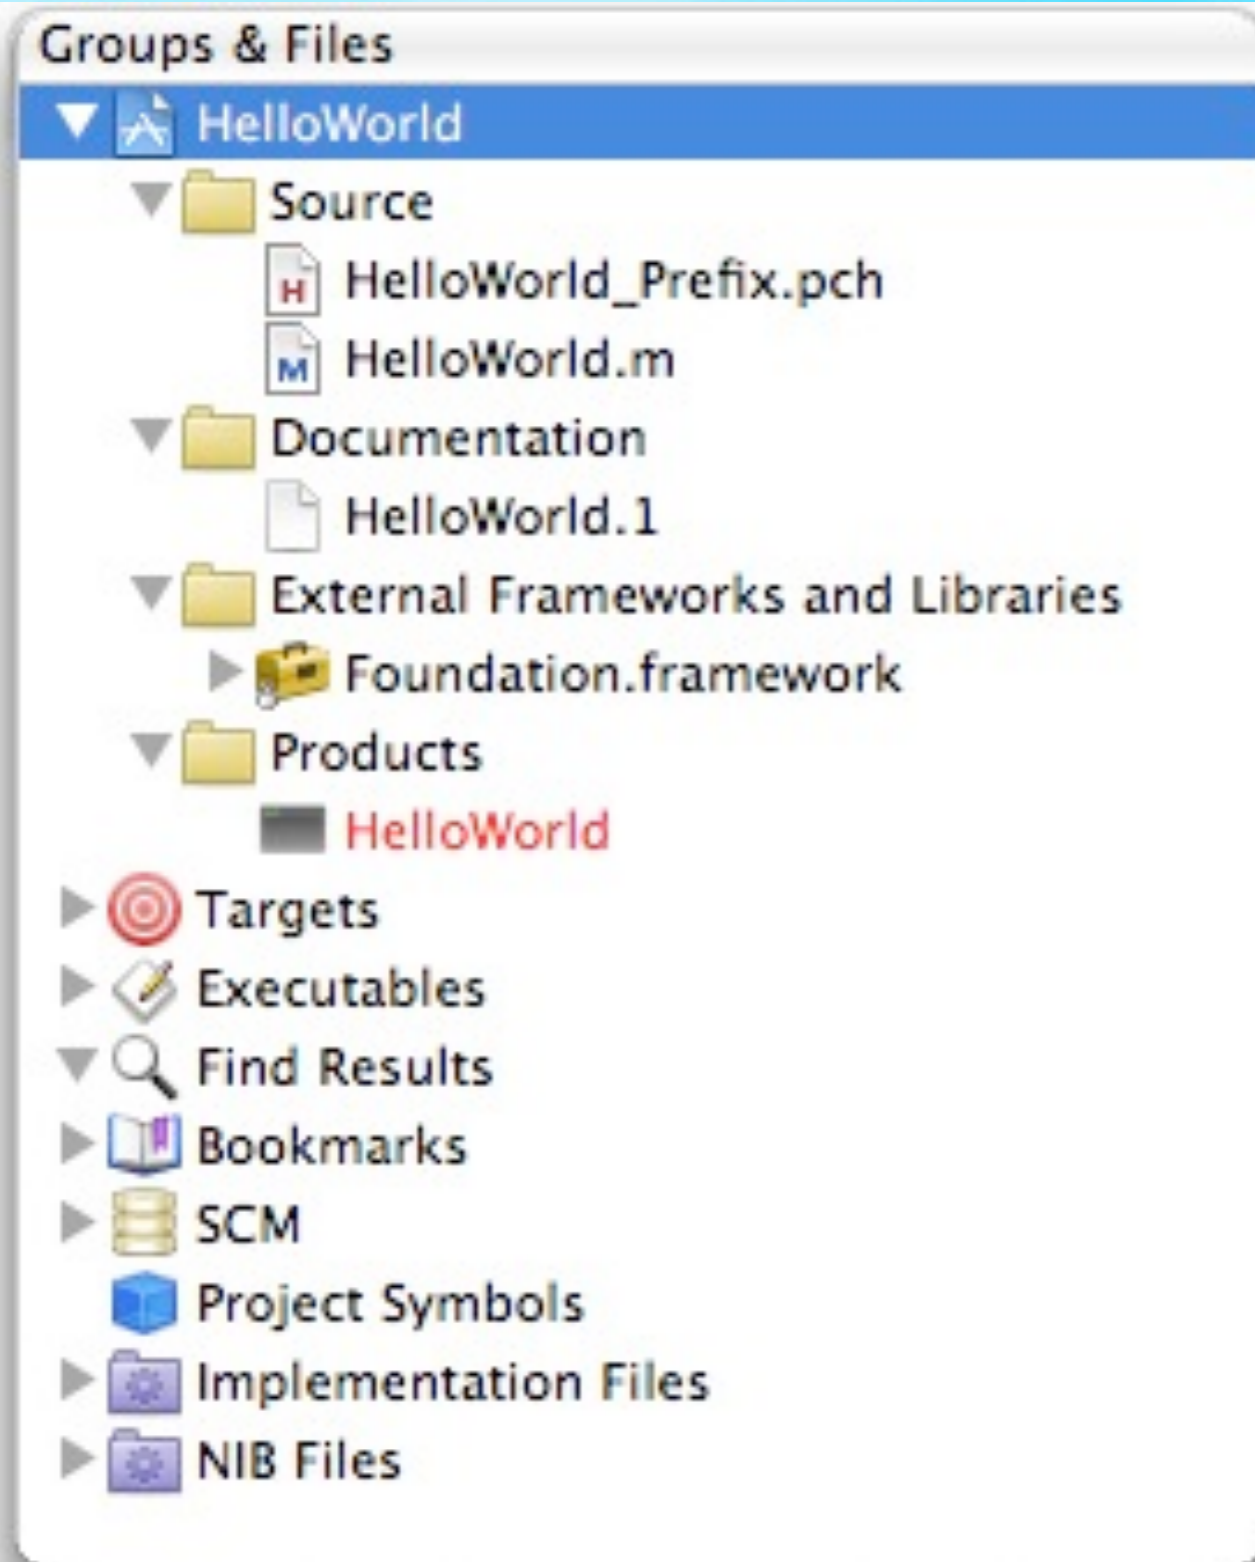 Groups & Files
HelloWorld
Source
H HelloWorld_Prefix.pch
M HelloWorld.m
Documentation
HelloWorld.1
External Frameworks and Libraries
Foundation.framework
Products
HelloWorld
Targets
Executables
Find Results
Bookmarks
SCM
Project Symbols
Implementation Files
NIB Files